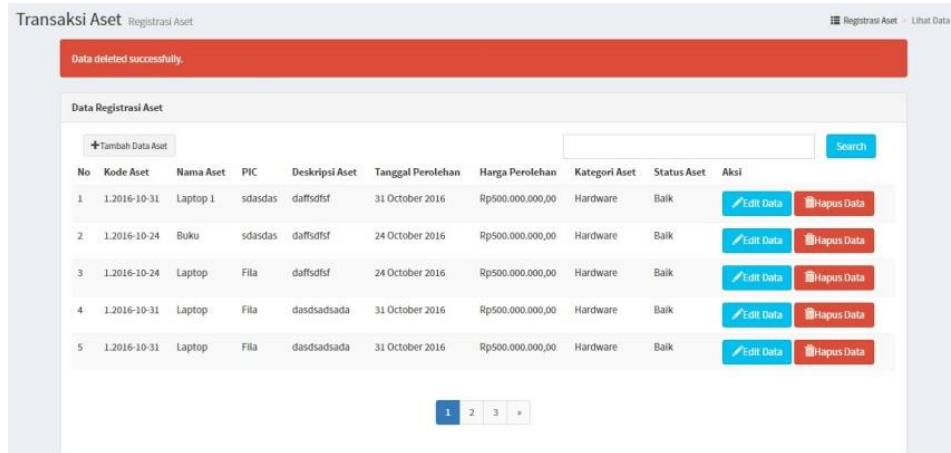 Transaksi Aset Registrasi Aset
Registrasi Aset > Lihat Data
Data deleted successfully.
Data Registrasi Aset
+Tambah Data Aset
Search
No Kode Aset Nama Aset PIC Deskripsi Aset Tanggal Perolehan Harga Perolehan Kategori Aset Status Aset Aksi
1 1.2016-10-31 Laptop 1 sdasdas daffsdfsf 31 October 2016 Rp500.000.000,00 Hardware Baik Edit Data Hapus Data
2 1.2016-10-24 Buku sdasdas daffsdfsf 24 October 2016 Rp500.000.000,00 Hardware Baik Edit Data Hapus Data
3 1.2016-10-24 Laptop Fila daffsdfsf 24 October 2016 Rp500.000.000,00 Hardware Baik Edit Data Hapus Data
4 1.2016-10-31 Laptop Fila dasdsadsada 31 October 2016 Rp500.000.000,00 Hardware Baik Edit Data Hapus Data
5 1.2016-10-31 Laptop Fila dasdsadsada 31 October 2016 Rp500.000.000,00 Hardware Baik Edit Data Hapus Data
1 2 3 »